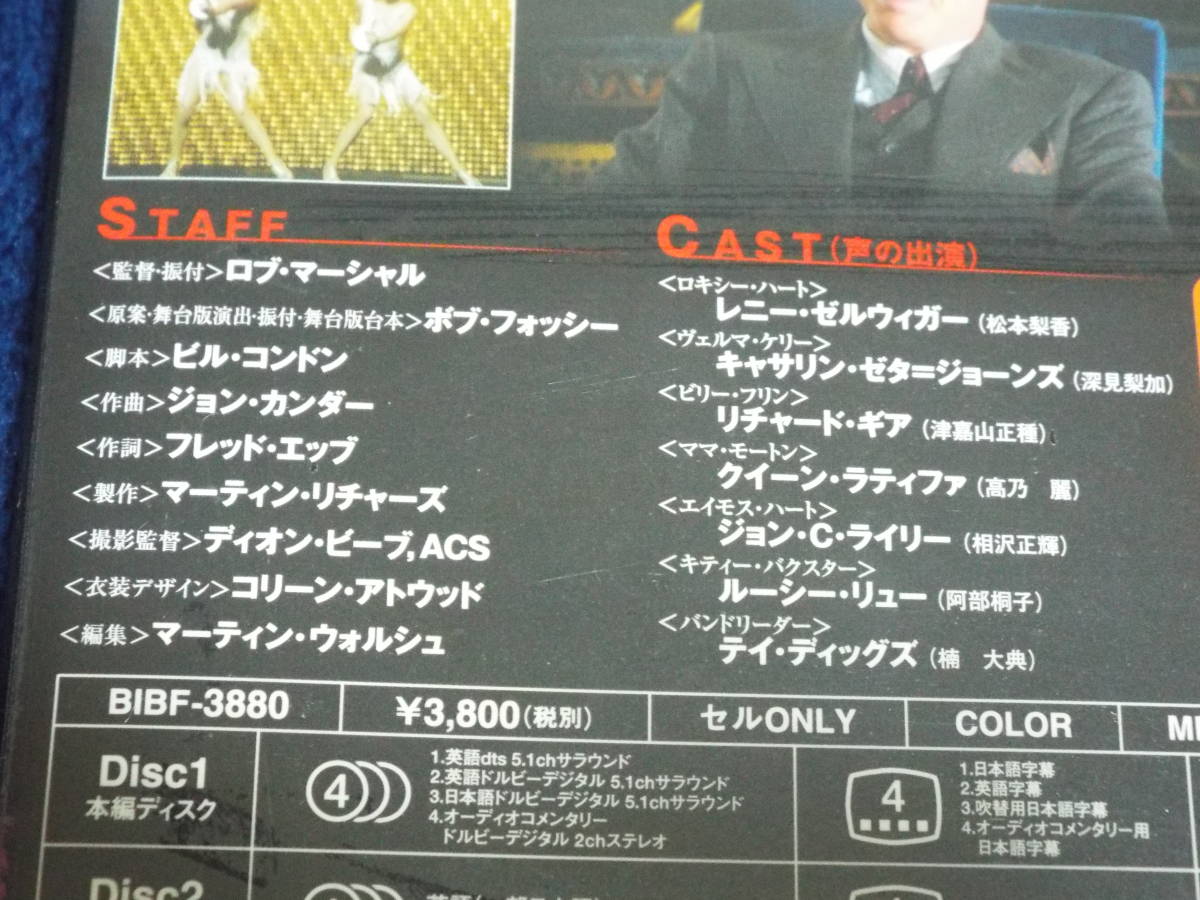 STAFF
<監督・振付>ロブ・マーシャル
<原案・舞台版演出・振付・舞台版台本>ボブ・フォッシー
<脚本>ビル・コンドン
<作曲>ジョン・カンダー
<作詞>フレッド・エッブ
<製作>マーティン・リチャーズ
<撮影監督>ディオン・ビーブ,ACS
<衣装デザイン>コリーン・アトウッド
<編集>マーティン・ウォルシュ
CAST(声の出演)
<ロキシー・ハート>
レニー・ゼルウィガー(松本梨香)
<ヴェルマ・ケリー>
キャサリン・ゼタ=ジョーンズ(深見梨加)
<ビリー・フリン>
リチャード・ギア(津嘉山正種)
<ママ・モートン>
クイーン・ラティファ(高乃 麗)
<エイモス・ハート>
ジョン・C・ライリー(相沢正輝)
<キティー・バクスター>
ルーシー・リュー(阿部桐子)
<バンドリーダー>
テイ・ディッグズ(楠 大典)
BIBF-3880 ¥3,800(税別) セルONLY COLOR
Disc1
本編ディスク
4
1.英語dts 5.1chサラウンド
2.英語ドルビーデジタル 5.1chサラウンド
3.日本語ドルビーデジタル 5.1chサラウンド
4.オーディオコメンタリー
ドルビーデジタル 2chステレオ
4
1.日本語字幕
2.英語字幕
3.吹替用日本語字幕
4.オーディオコメンタリー用
日本語字幕
Disc2